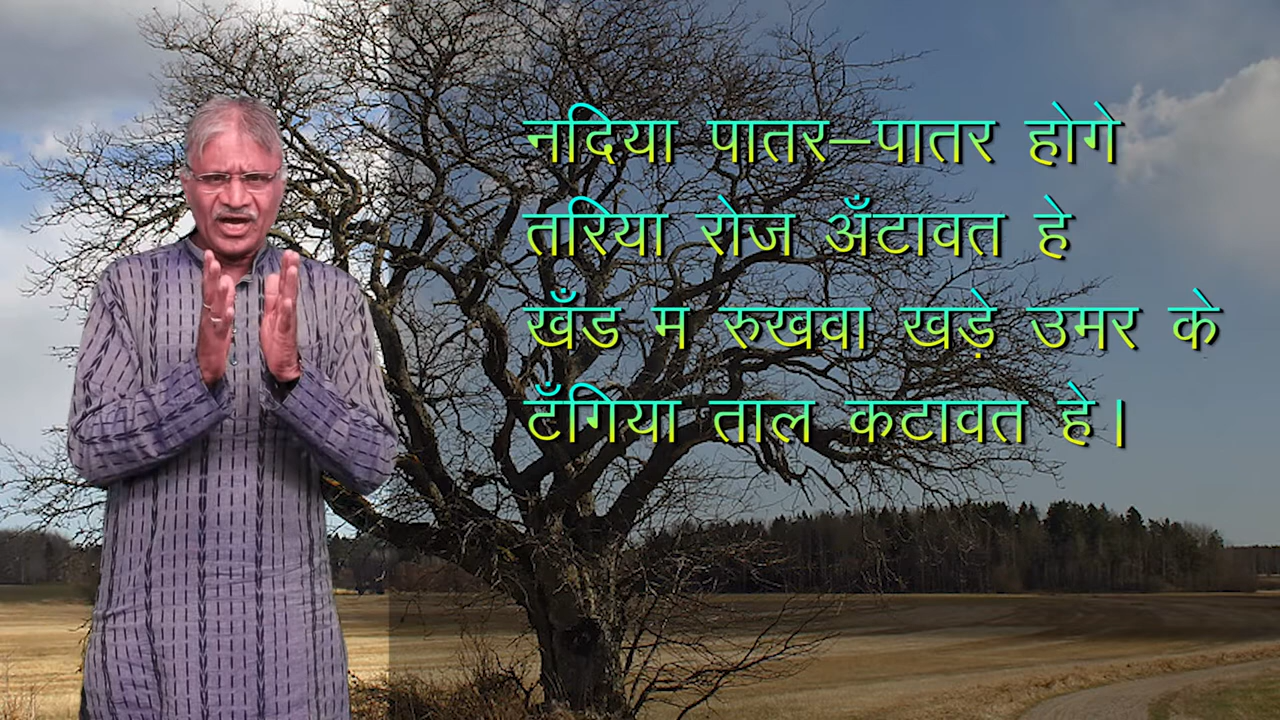 नदिया पातर–पातर होगे
तरिया रोज अँटावत हे
खँड म रुखवा खड़े उमर के
टँगिया ताल कटावत हे।